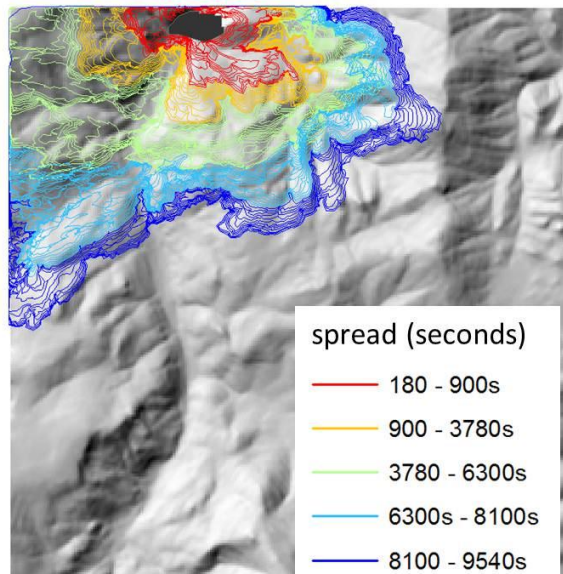 spread (seconds)
180 - 900s
900 - 3780s
3780 - 6300s
6300s - 8100s
8100 - 9540s